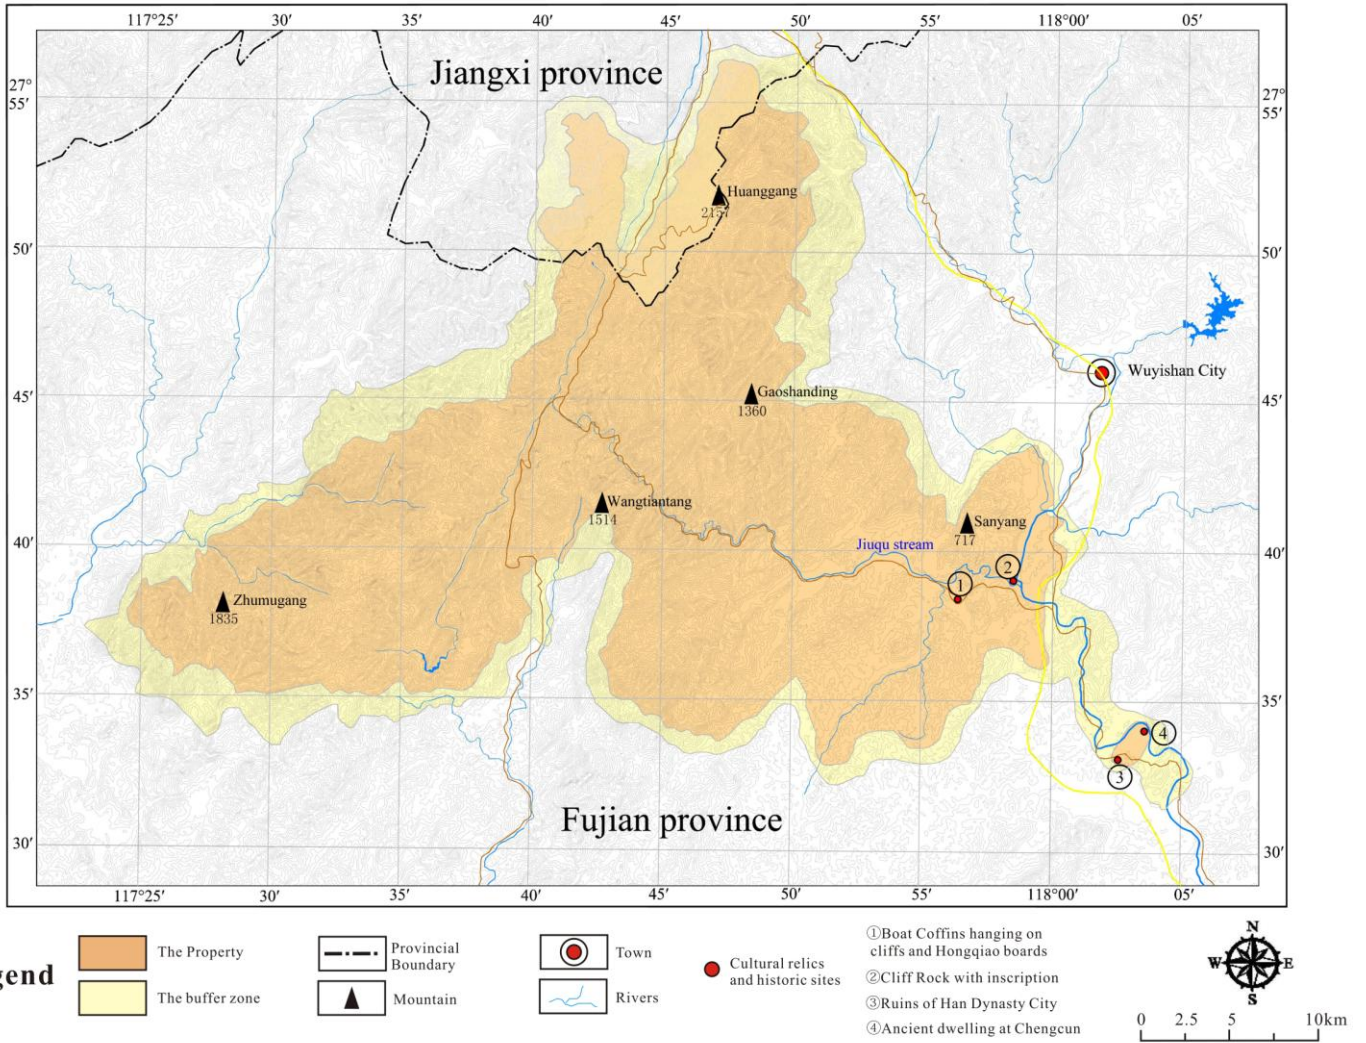 117°25′ 30′ 35′ 40′ 45′ 50′ 55′ 118°00′ 05′
Jiangxi province
27°
55′
27°
55′
Huanggang
2157
50′
50′
Wuyishan City
Gaoshanding
1360
45′
45′
Wangtiantang
1514
Sanyang
717
Jiuqu stream
40′
40′
①
②
Zhumugang
1835
35′
35′
④
③
Fujian province
30′
30′
117°25′ 30′ 35′ 40′ 45′ 50′ 55′ 118°00′ 05′
gend
The Property
The buffer zone
Provincial
Boundary
Mountain
Town
Rivers
Cultural relics
and historic sites
①Boat Coffins hanging on
cliffs and Hongqiao boards
②Cliff Rock with inscription
③Ruins of Han Dynasty City
④Ancient dwelling at Chengcun
N
W E
S
0 2.5 5 10km